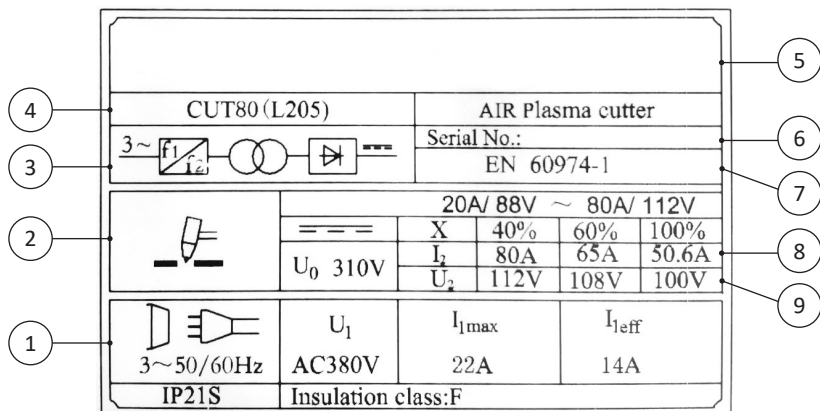 CUT80(L205)
AIR Plasma cutter
3~ f1 f2
Serial No.:
EN 60974-1
20A/ 88V ~ 80A/ 112V
X 40% 60% 100%
U₀ 310V
I₂ 80A 65A 50.6A
U₂ 112V 108V 100V
U₁ I₁max I₁eff
3~50/60Hz AC380V 22A 14A
IP21S Insulation class:F
1
2
3
4
5
6
7
8
9